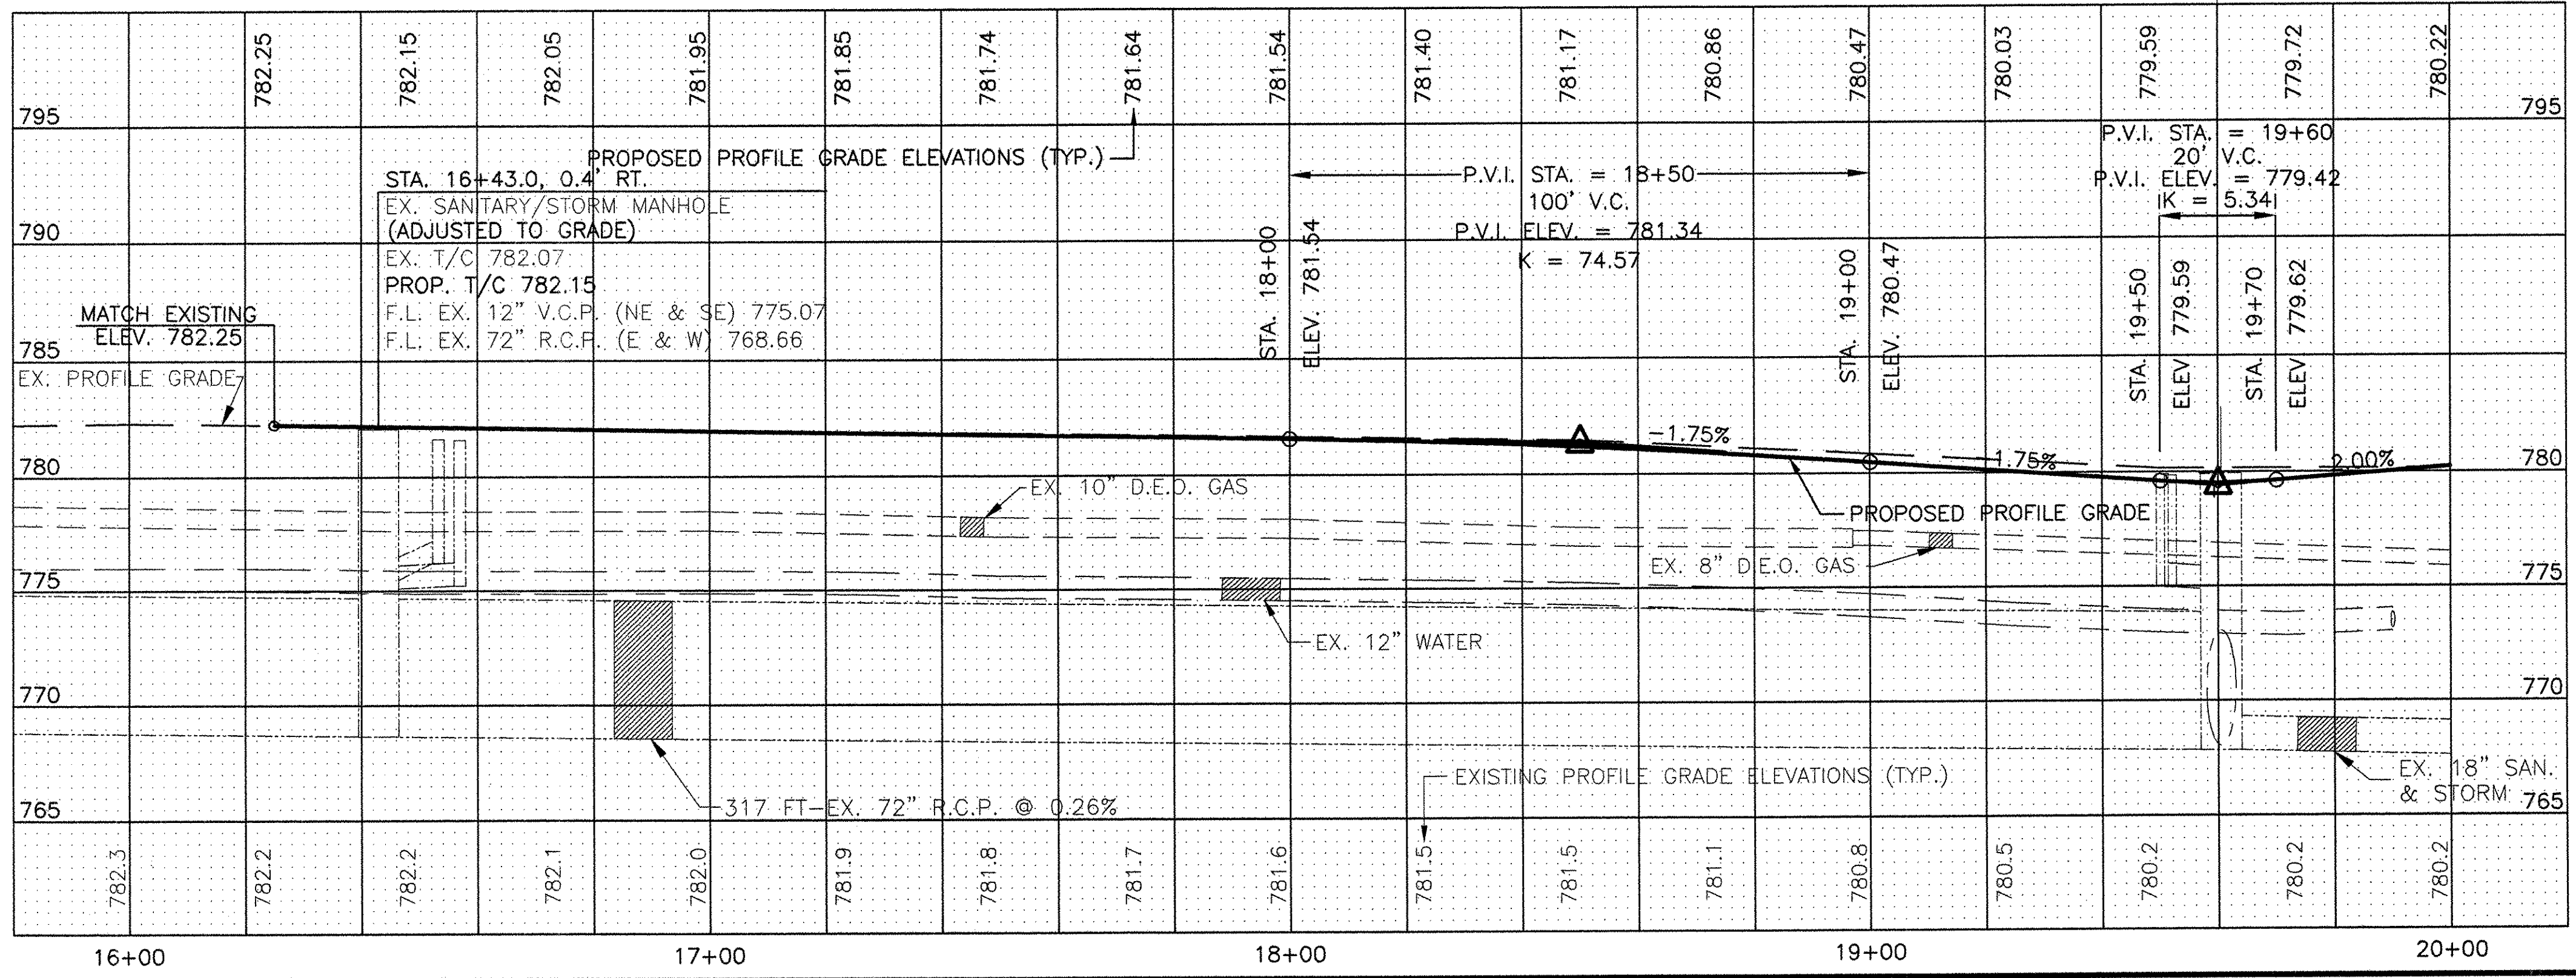 782.25
782.15
782.05
781.95
781.85
781.74
781.64
781.54
781.40
781.17
780.86
780.47
780.03
779.59
779.72
780.22
795
795
PROPOSED PROFILE GRADE ELEVATIONS (TYP.)
STA. 16+43.0, 0.4' RT.
EX. SANITARY/STORM MANHOLE
(ADJUSTED TO GRADE)
EX. T/C 782.07
PROP. T/C 782.15
F.L. EX. 12" V.C.P. (NE & SE) 775.07
F.L. EX. 72" R.C.P. (E & W) 768.66
P.V.I. STA. = 18+50
100' V.C.
P.V.I. ELEV. = 781.34
K = 74.57
P.V.I. STA. = 19+60
20' V.C.
P.V.I. ELEV. = 779.42
K = 5.34
790
STA. 18+00
ELEV. 781.54
STA. 19+00
ELEV. 780.47
STA. 19+50
ELEV 779.59
STA. 19+70
ELEV 779.62
MATCH EXISTING
ELEV. 782.25
785
EX. PROFILE GRADE
-1.75%
1.75%
2.00%
780
780
EX. 10" D.E.O. GAS
PROPOSED PROFILE GRADE
EX. 8" D.E.O. GAS
775
775
EX. 12" WATER
770
770
EXISTING PROFILE GRADE ELEVATIONS (TYP.)
EX. 18" SAN.
& STORM
317 FT-EX. 72" R.C.P. @ 0.26%
765
765
782.3
782.2
782.2
782.1
782.0
781.9
781.8
781.7
781.6
781.5
781.5
781.1
780.8
780.5
780.2
780.2
780.2
16+00
17+00
18+00
19+00
20+00